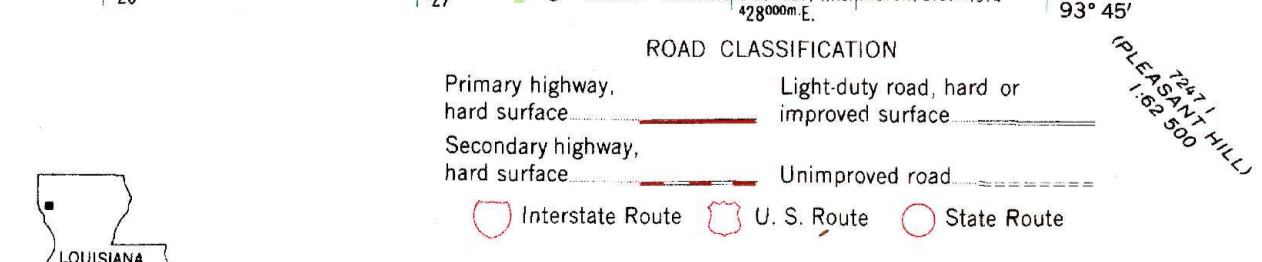 27
⁴28⁰⁰⁰ᵐ·E.
93° 45′
ROAD CLASSIFICATION
Primary highway,
hard surface
Light-duty road, hard or
improved surface
Secondary highway,
hard surface
Unimproved road
Interstate Route
U. S. Route
State Route
7247 I
(PLEASANT HILL)
1:62 500
LOUISIANA